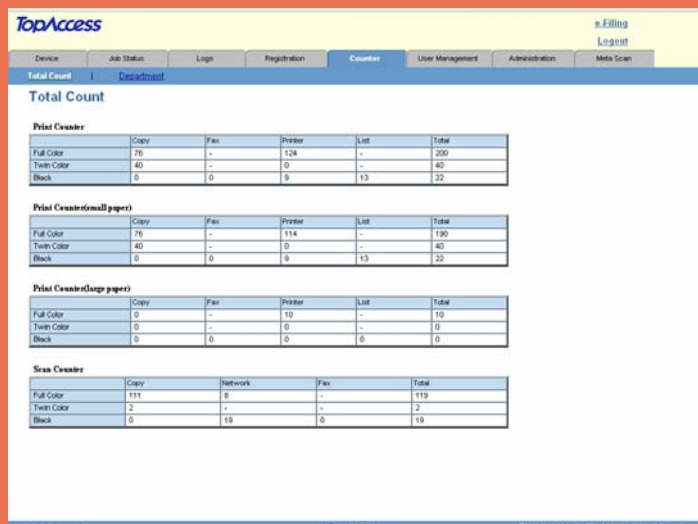 TopAccess
e-Filing
Logout
Device Job Status Logs Registration Counter User Management Administration Meta Scan
Total Count | Department
Total Count
Print Counter
Copy Fax Printer List Total
Full Color 76 - 124 - 200
Twin Color 40 - 0 - 40
Black 0 0 9 13 22
Print Counter(small paper)
Copy Fax Printer List Total
Full Color 76 - 114 - 190
Twin Color 40 - 0 - 40
Black 0 0 9 13 22
Print Counter(large paper)
Copy Fax Printer List Total
Full Color 0 - 10 - 10
Twin Color 0 - 0 - 0
Black 0 0 0 0 0
Scan Counter
Copy Network Fax Total
Full Color 111 8 - 119
Twin Color 2 - - 2
Black 0 19 0 19